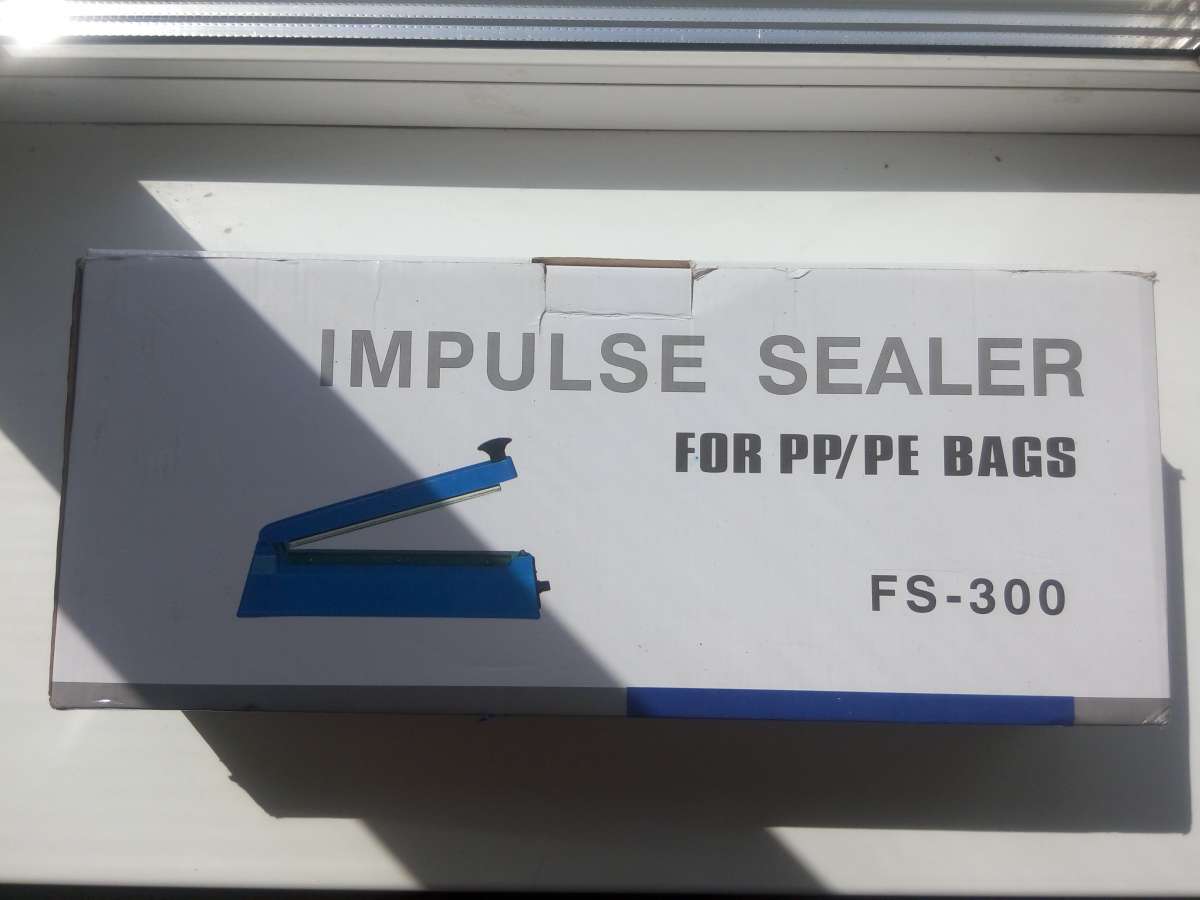 IMPULSE SEALER
FOR PP/PE BAGS
FS-300